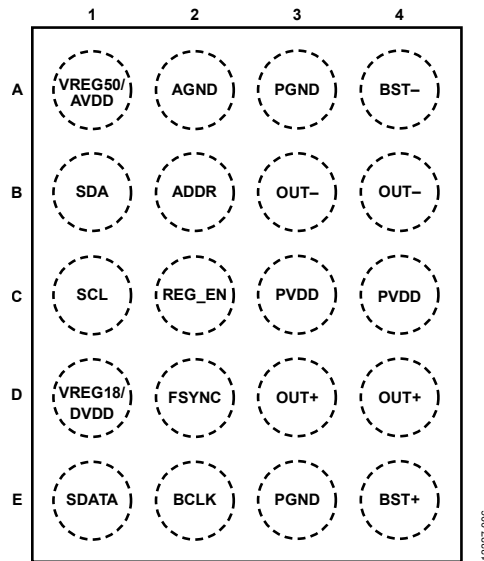 1 2 3 4
A VREG50/ AGND PGND BST–
AVDD
B SDA ADDR OUT– OUT–
C SCL REG_EN PVDD PVDD
D VREG18/ FSYNC OUT+ OUT+
DVDD
E SDATA BCLK PGND BST+